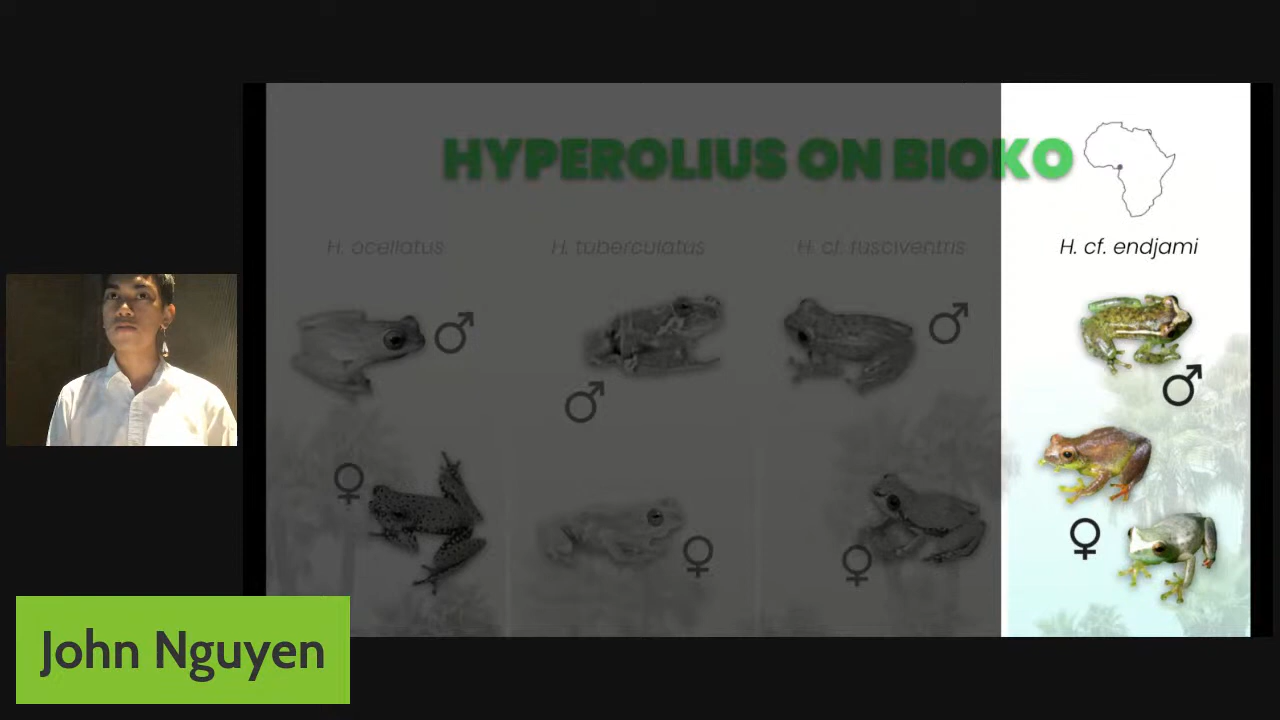 HYPEROLIUS ON BIOKO
H. ocellatus
H. tuberculatus
H. cf. fusciventris
H. cf. endjami
John Nguyen